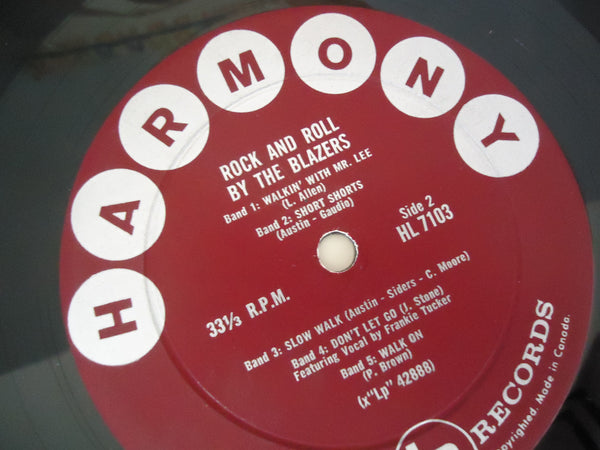 HARMONY
ROCK AND ROLL
BY THE BLAZERS
Band 1: WALKIN' WITH MR. LEE
(L. Allen)
Band 2: SHORT SHORTS
(Austin - Gaudio)
Side 2
HL 7103
33⅓ R.P.M.
Band 3: SLOW WALK (Austin - Siders - C. Moore)
Band 4: DON'T LET GO (J. Stone)
Featuring Vocal by Frankie Tucker
Band 5: WALK ON
(P. Brown)
(x"Lp" 42888)
RECORDS
Made in Canada.